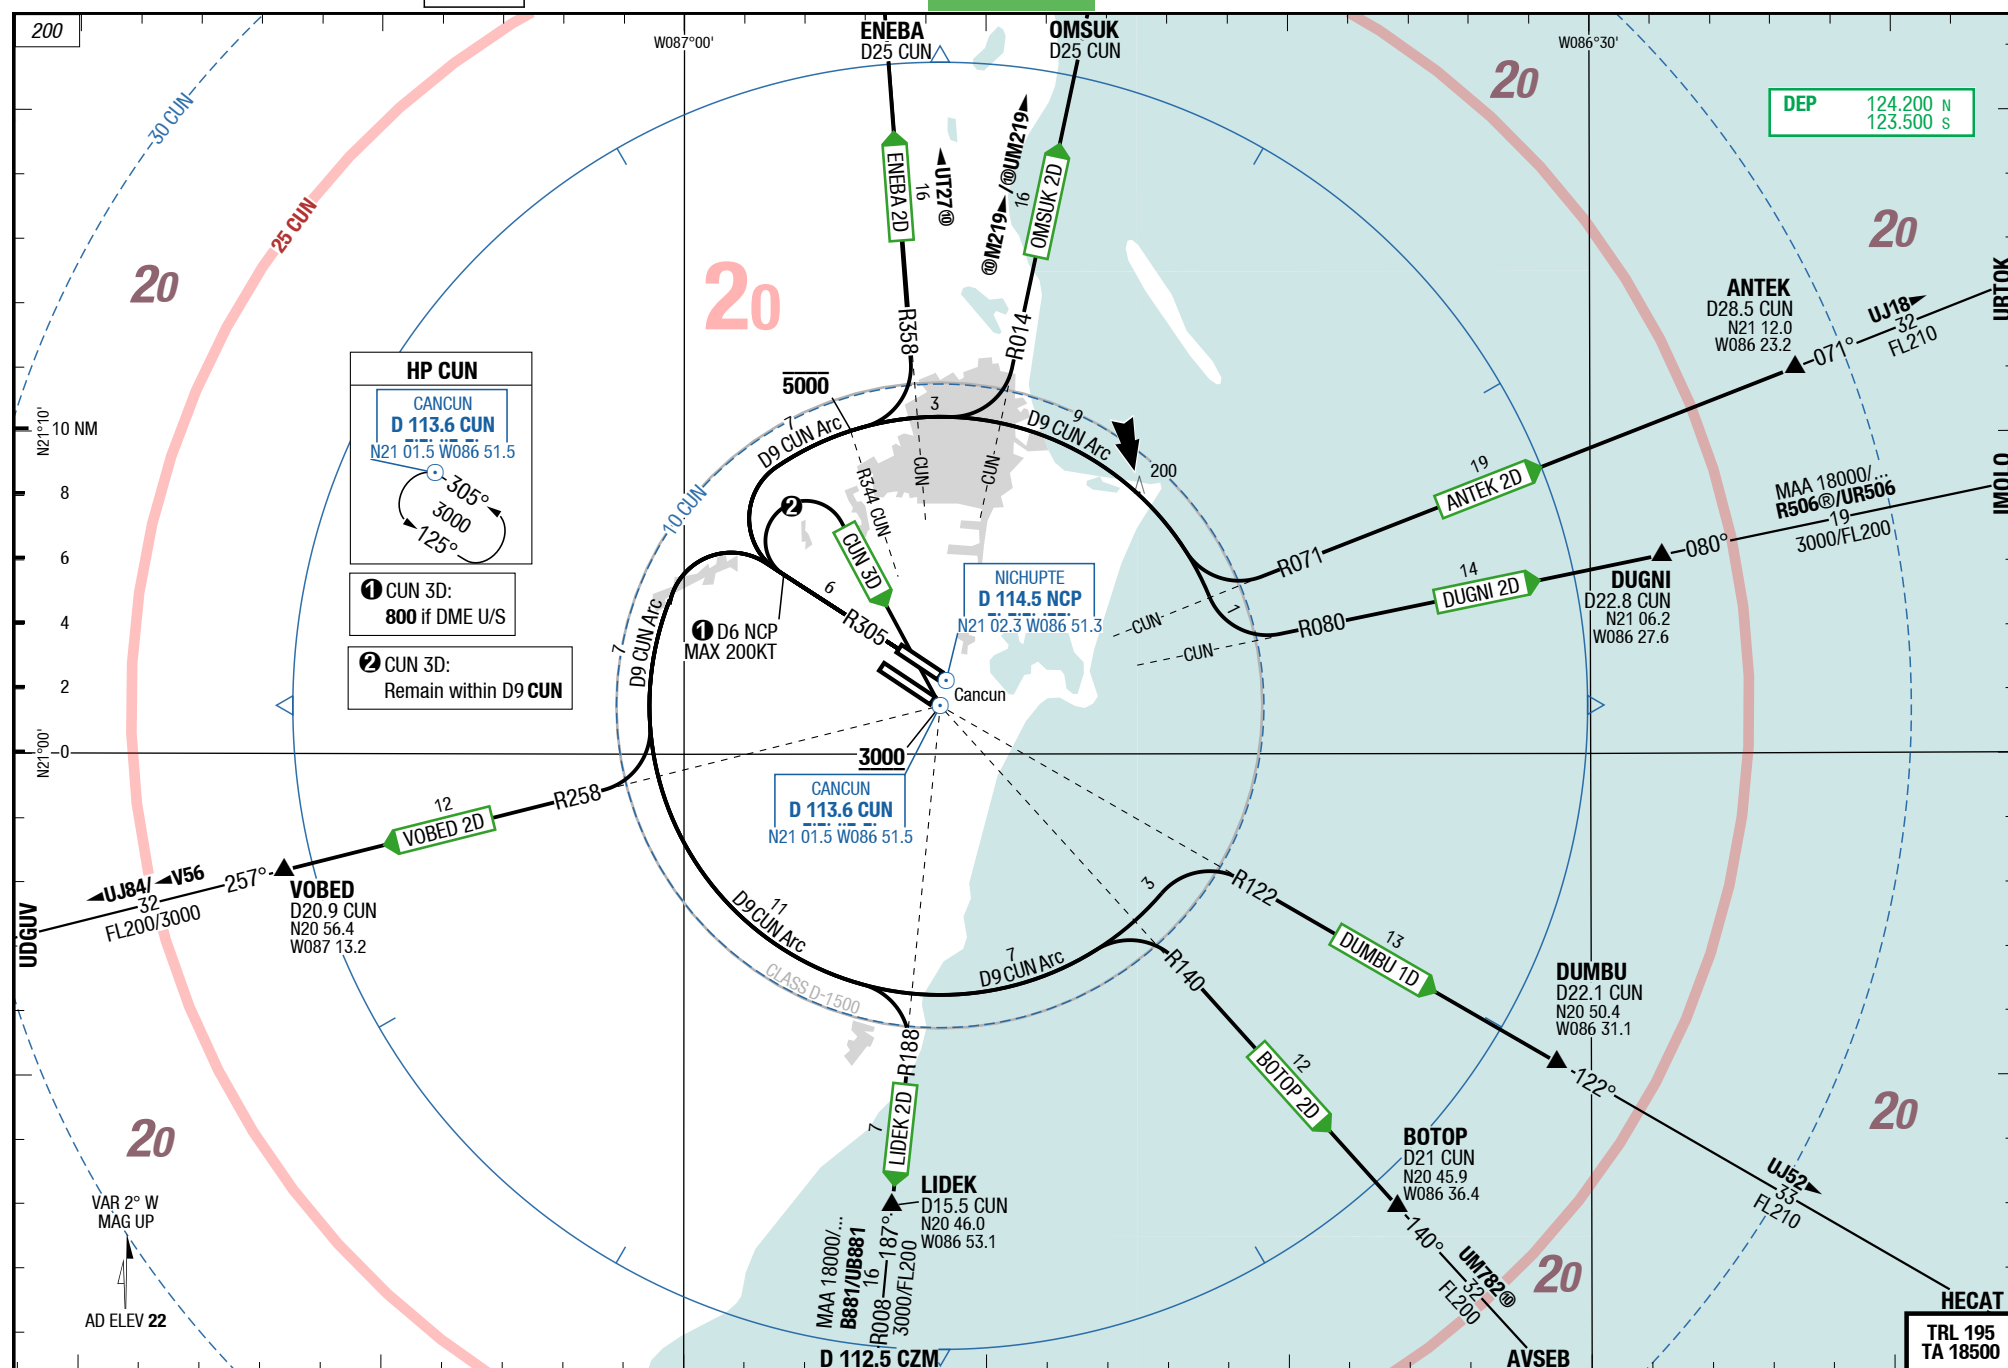 200
W087°00'
ENEBA
D25 CUN
OMSUK
D25 CUN
W086°30'
DEP 124.200 N
123.500 S
30 CUN
25 CUN
20
20
20
20
ENEBA 2D
16
UT27⑩
⑩M219/⑩UM219
16
OMSUK 2D
R358
R014
URTOK
ANTEK
D28.5 CUN
N21 12.0
W086 23.2
UJ18
32
FL210
071°
HP CUN
CANCUN
D 113.6 CUN
N21 01.5 W086 51.5
305°
3000
125°
5000
7
D9 CUN Arc
3
9
D9 CUN Arc
200
CUN
CUN
R344 CUN
10 CUN
N21°10'
10 NM
8
6
4
2
0
N21°00'
❶ CUN 3D:
800 if DME U/S
❷ CUN 3D:
Remain within D9 CUN
❷
CUN 3D
6
R305
❶ D6 NCP
MAX 200KT
NICHUPTE
D 114.5 NCP
N21 02.3 W086 51.3
Cancun
3000
CANCUN
D 113.6 CUN
N21 01.5 W086 51.5
R071
19
ANTEK 2D
MAA 18000/...
R506®/UR506
19
3000/FL200
IMOLO
080°
DUGNI
D22.8 CUN
N21 06.2
W086 27.6
14
DUGNI 2D
R080
1
CUN
CUN
7
D9 CUN Arc
R258
12
VOBED 2D
UJ84/V56
257°
32
FL200/3000
UDGUV
VOBED
D20.9 CUN
N20 56.4
W087 13.2
11
D9 CUN Arc
CLASS D-1500
7
D9 CUN Arc
3
R122
13
DUMBU 1D
DUMBU
D22.1 CUN
N20 50.4
W086 31.1
122°
UJ52
33
FL210
HECAT
R140
12
BOTOP 2D
BOTOP
D21 CUN
N20 45.9
W086 36.4
140°
UM782⑩
32
FL200
AVSEB
R188
7
LIDEK 2D
LIDEK
D15.5 CUN
N20 46.0
W086 53.1
MAA 18000/...
B881/UB881
16
R008
187°
3000/FL200
D 112.5 CZM
20
20
20
VAR 2° W
MAG UP
AD ELEV 22
TRL 195
TA 18500